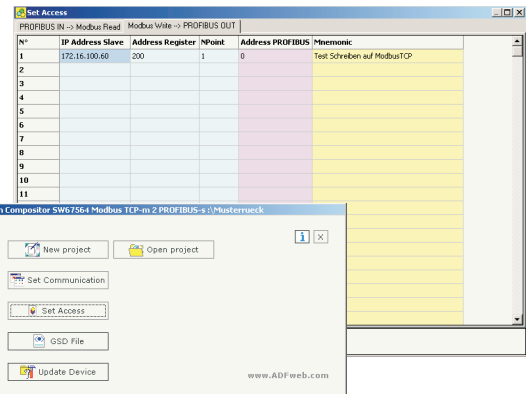 Set Access
PROFIBUS IN --> Modbus Read Modbus Write --> PROFIBUS OUT
N° IP Address Slave Address Register NPoint Address PROFIBUS Mnemonic
1 172.16.100.60 200 1 0 Test Schreiben auf ModbusTCP
2
3
4
5
6
7
8
9
10
11
Compositor SW67564 Modbus TCP-m 2 PROFIBUS-s :\Musterrueck
New project Open project
Set Communication
Set Access
GSD File
Update Device
www.ADFweb.com